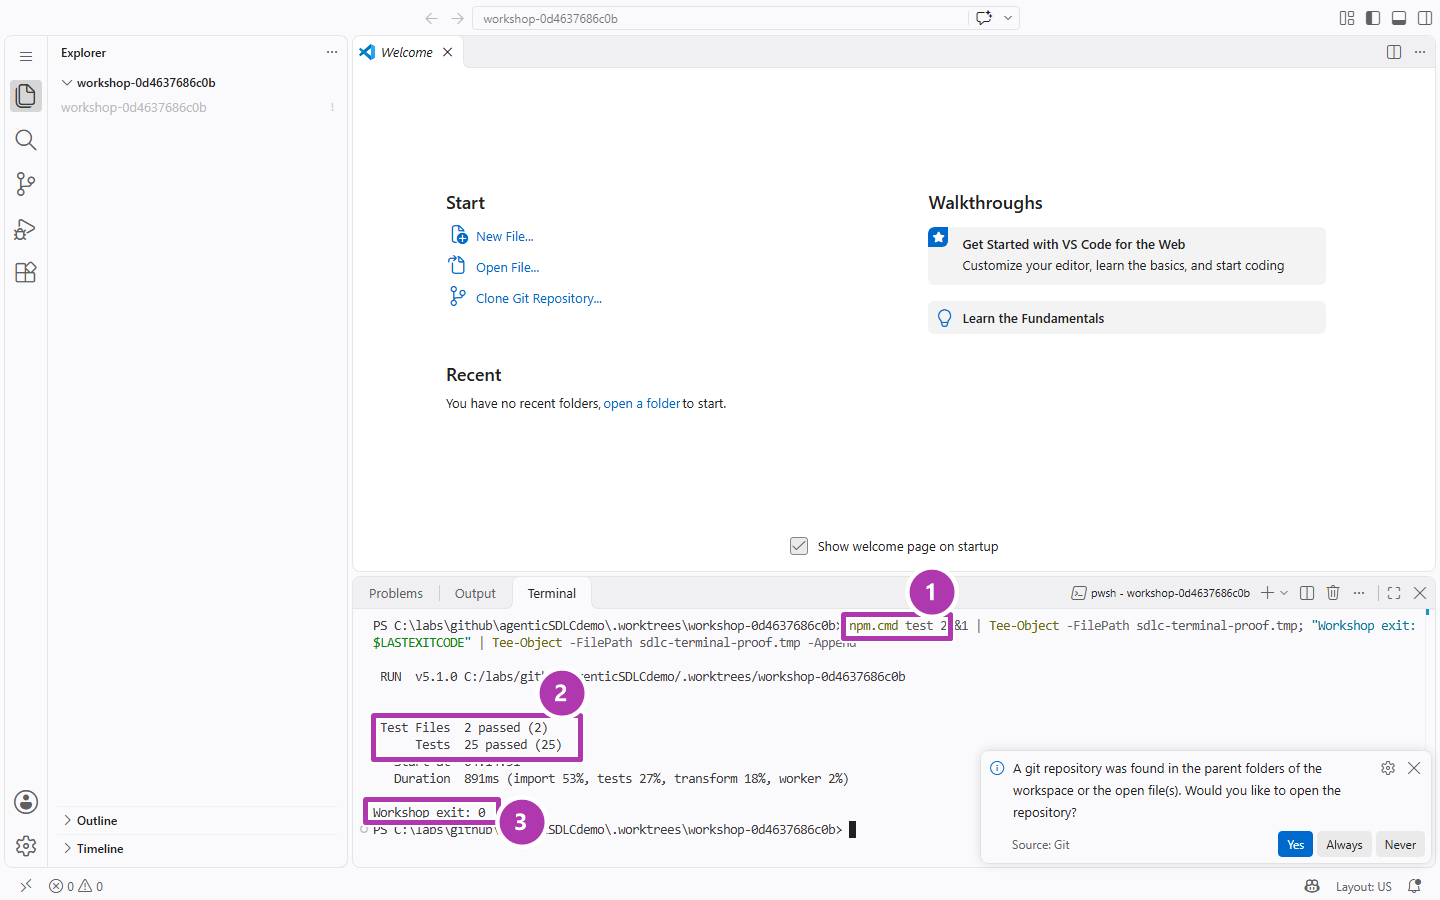 workshop-0d4637686c0b
Explorer
workshop-0d4637686c0b
workshop-0d4637686c0b
!
Outline
Timeline
Welcome
Start
New File...
Open File...
Clone Git Repository...
Recent
You have no recent folders, open a folder to start.
Walkthroughs
Get Started with VS Code for the Web
Customize your editor, learn the basics, and start coding
Learn the Fundamentals
Show welcome page on startup
Problems
Output
Terminal
pwsh - workshop-0d4637686c0b
1
PS C:\labs\github\agenticSDLCdemo\.worktrees\workshop-0d4637686c0b> npm.cmd test 2>&1 | Tee-Object -FilePath sdlc-terminal-proof.tmp; "Workshop exit:
$LASTEXITCODE" | Tee-Object -FilePath sdlc-terminal-proof.tmp -Append
RUN v5.1.0 C:/labs/github/agenticSDLCdemo/.worktrees/workshop-0d4637686c0b
2
Test Files 2 passed (2)
Tests 25 passed (25)
Duration 891ms (import 53%, tests 27%, transform 18%, worker 2%)
Workshop exit: 0
3
PS C:\labs\github\agenticSDLCdemo\.worktrees\workshop-0d4637686c0b>
A git repository was found in the parent folders of the
workspace or the open file(s). Would you like to open the
repository?
Source: Git
Yes
Always
Never
0
0
Layout: US